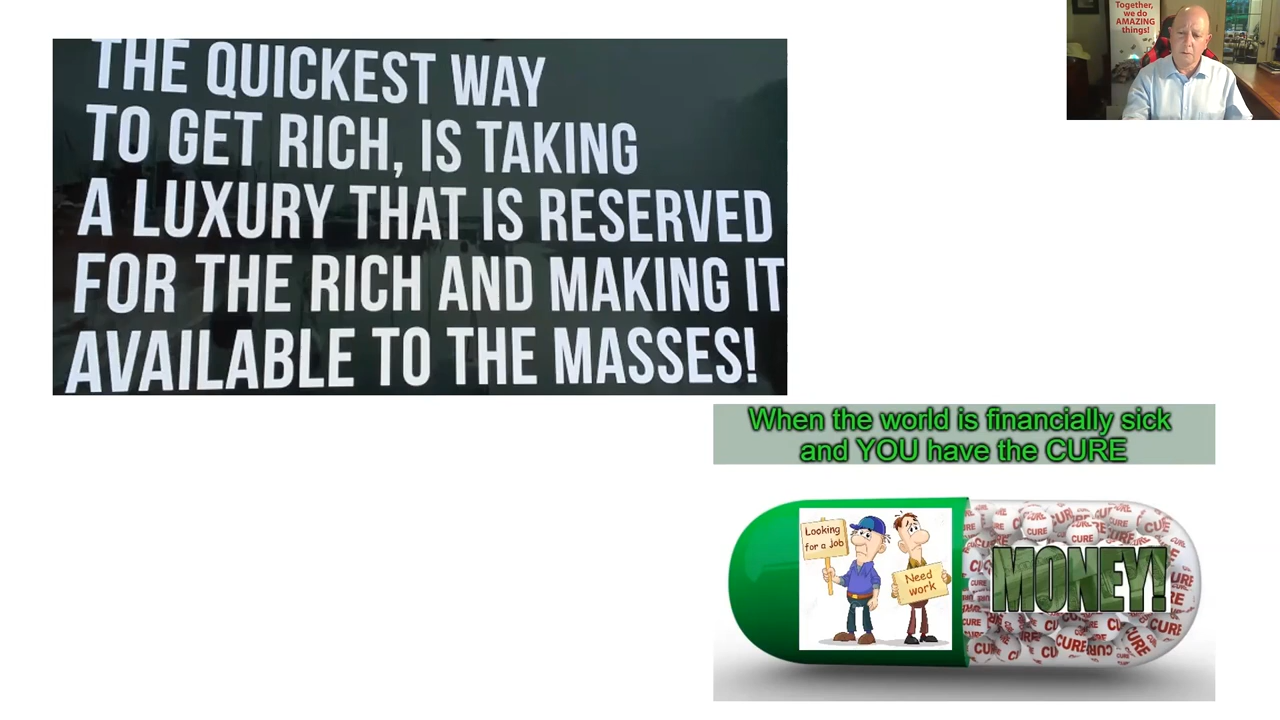 THE QUICKEST WAY
TO GET RICH, IS TAKING
A LUXURY THAT IS RESERVED
FOR THE RICH AND MAKING IT
AVAILABLE TO THE MASSES!
Together,
we do
AMAZING
things!
When the world is financially sick
and YOU have the CURE
Looking
for a Job
Need
work
CURE
MONEY!